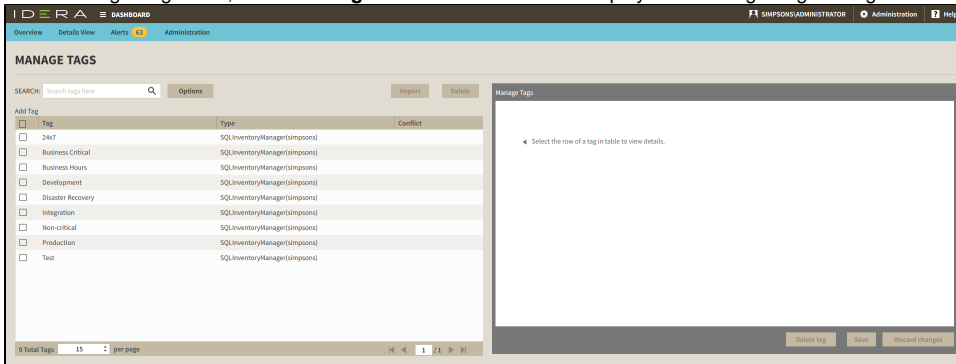 IDERA DASHBOARD SIMPSONS\ADMINISTRATOR Administration ? Help
Overview Details View Alerts 63 Administration
MANAGE TAGS
SEARCH: Search tags here Options Import Delete
Manage Tags
Add Tag
Tag Type Conflict
24x7 SQLInventoryManager(simpsons)
Select the row of a tag in table to view details.
Business Critical SQLInventoryManager(simpsons)
Business Hours SQLInventoryManager(simpsons)
Development SQLInventoryManager(simpsons)
Disaster Recovery SQLInventoryManager(simpsons)
Integration SQLInventoryManager(simpsons)
Non-critical SQLInventoryManager(simpsons)
Production SQLInventoryManager(simpsons)
Test SQLInventoryManager(simpsons)
Delete tag Save Discard changes
9 Total Tags 15 per page 1 /1